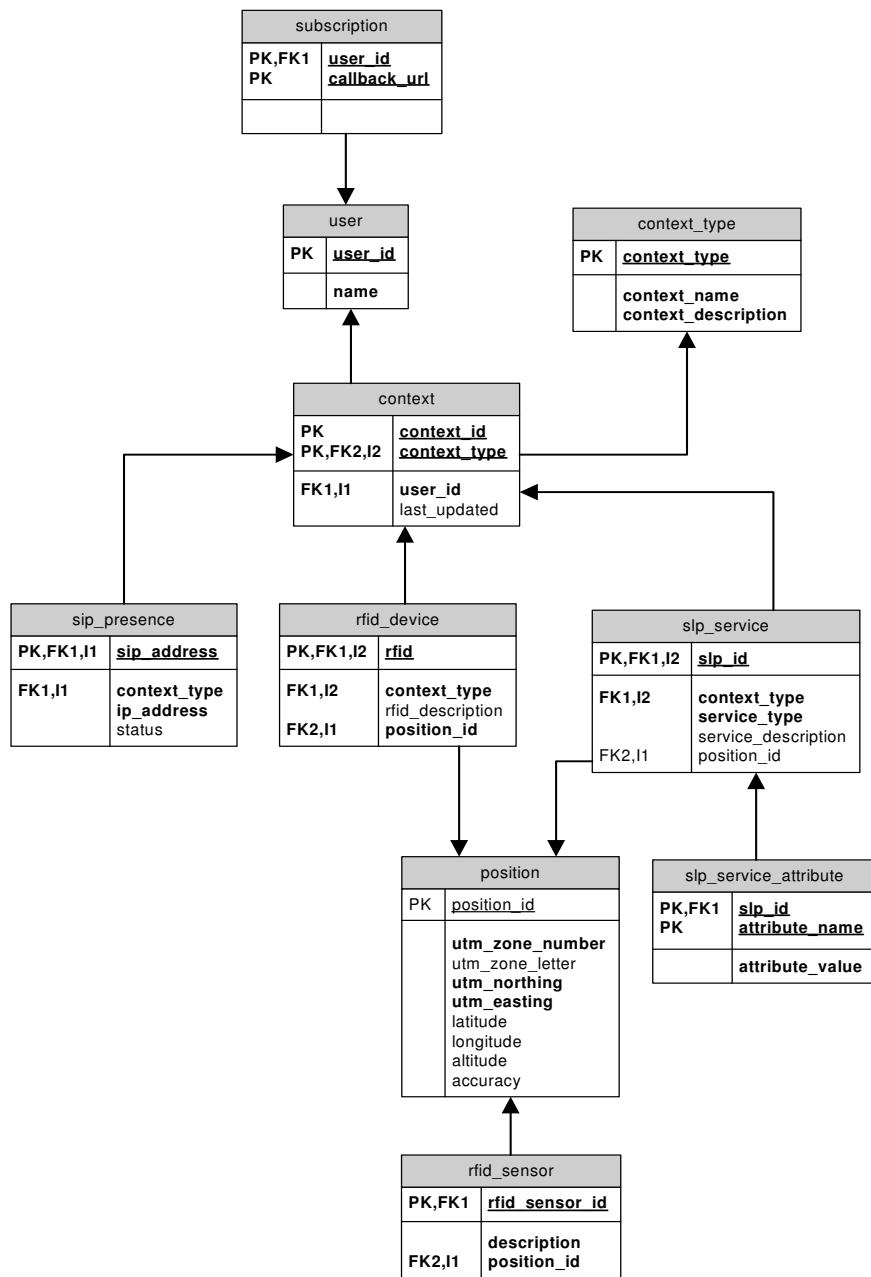 subscription
PK,FK1 user_id
PK callback_url
user
PK user_id
name
context_type
PK context_type
context_name
context_description
context
PK context_id
PK,FK2,I2 context_type
FK1,I1 user_id
last_updated
sip_presence
PK,FK1,I1 sip_address
FK1,I1 context_type
ip_address
status
rfid_device
PK,FK1,I2 rfid
FK1,I2 context_type
rfid_description
FK2,I1 position_id
slp_service
PK,FK1,I2 slp_id
FK1,I2 context_type
service_type
service_description
FK2,I1 position_id
position
PK position_id
utm_zone_number
utm_zone_letter
utm_northing
utm_easting
latitude
longitude
altitude
accuracy
slp_service_attribute
PK,FK1 slp_id
PK attribute_name
attribute_value
rfid_sensor
PK,FK1 rfid_sensor_id
description
FK2,I1 position_id